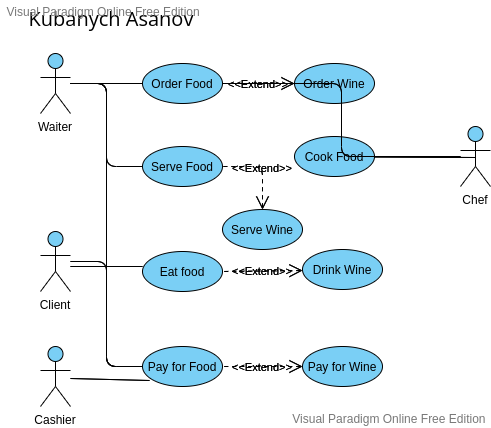 Visual Paradigm Online Free Edition
Kubanych Asanov
Order Food
<<Extend>>
Order Wine
Waiter
Serve Food
<<Extend>>
Cook Food
Chef
Serve Wine
Client
Eat food
<<Extend>>
Drink Wine
Pay for Food
<<Extend>>
Pay for Wine
Cashier
Visual Paradigm Online Free Edition